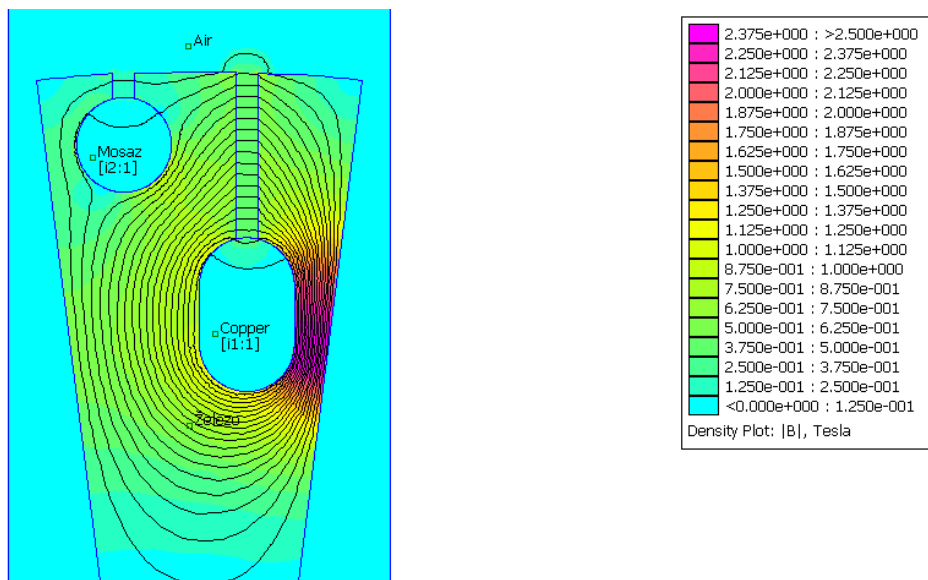 Air
Mosaz
[i2:1]
Copper
[i1:1]
Železo
2.375e+000 : >2.500e+000
2.250e+000 : 2.375e+000
2.125e+000 : 2.250e+000
2.000e+000 : 2.125e+000
1.875e+000 : 2.000e+000
1.750e+000 : 1.875e+000
1.625e+000 : 1.750e+000
1.500e+000 : 1.625e+000
1.375e+000 : 1.500e+000
1.250e+000 : 1.375e+000
1.125e+000 : 1.250e+000
1.000e+000 : 1.125e+000
8.750e-001 : 1.000e+000
7.500e-001 : 8.750e-001
6.250e-001 : 7.500e-001
5.000e-001 : 6.250e-001
3.750e-001 : 5.000e-001
2.500e-001 : 3.750e-001
1.250e-001 : 2.500e-001
<0.000e+000 : 1.250e-001
Density Plot: |B|, Tesla